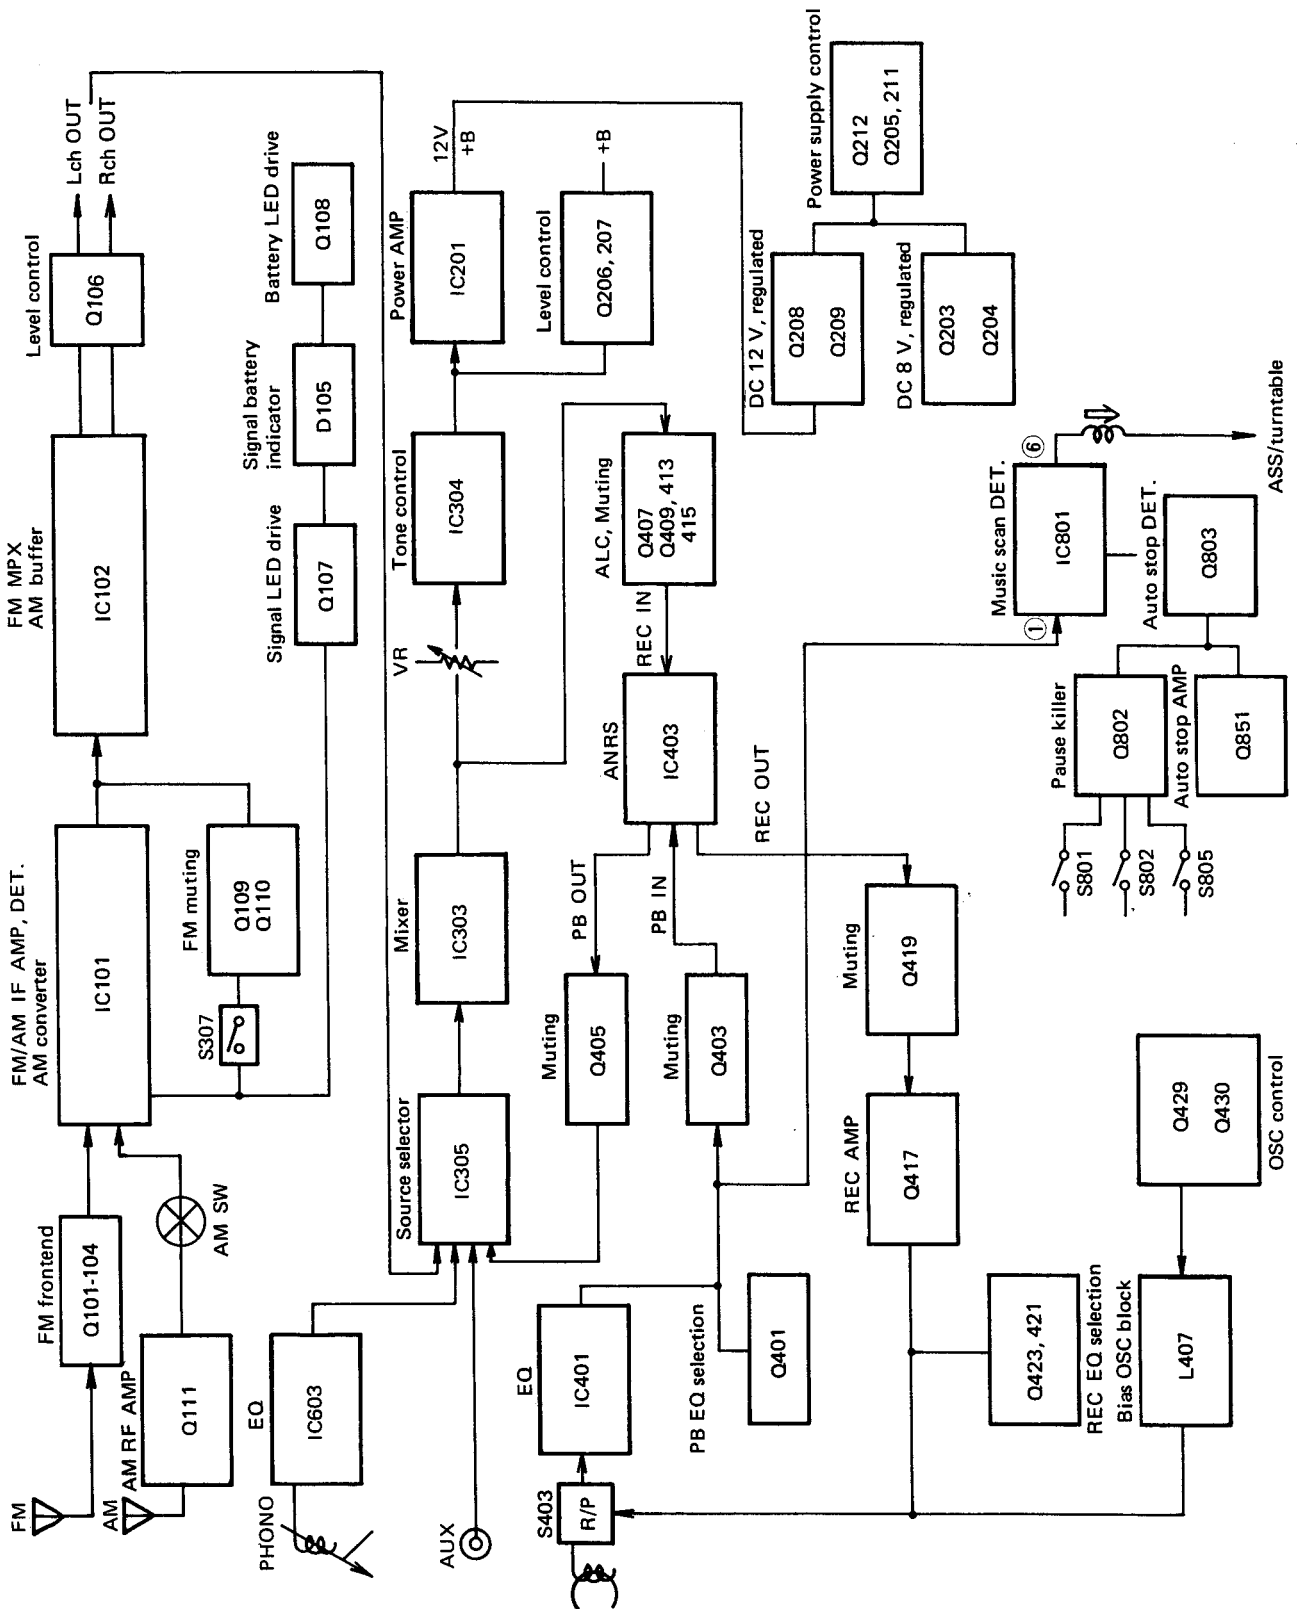 FM
FM frontend
Q101-104
AM
AM RF AMP
Q111
AM SW
FM/AM IF AMP, DET.
AM converter
IC101
S307
FM muting
Q109
Q110
FM MPX
AM buffer
IC102
Level control
Q106
Lch OUT
Rch OUT
Signal LED drive
Q107
Signal battery
indicator
D105
Battery LED drive
Q108
PHONO
EQ
IC603
AUX
Source selector
IC305
Mixer
IC303
VR
Tone control
IC304
Power AMP
IC201
12V
+B
Level control
Q206, 207
+B
S403
R/P
EQ
IC401
PB EQ selection
Q401
Muting
Q405
PB OUT
Muting
Q403
PB IN
ANRS
IC403
REC IN
REC OUT
ALC, Muting
Q407
Q409, 413
415
DC 12 V, regulated
Q208
Q209
DC 8 V, regulated
Q203
Q204
Power supply control
Q212
Q205, 211
REC AMP
Q417
Muting
Q419
Q423, 421
REC EQ selection
Bias OSC block
L407
Q429
Q430
OSC control
S801
S802
S805
Pause killer
Q802
Auto stop AMP
Q851
Auto stop DET.
Q803
Music scan DET.
IC801
①
⑥
ASS/turntable